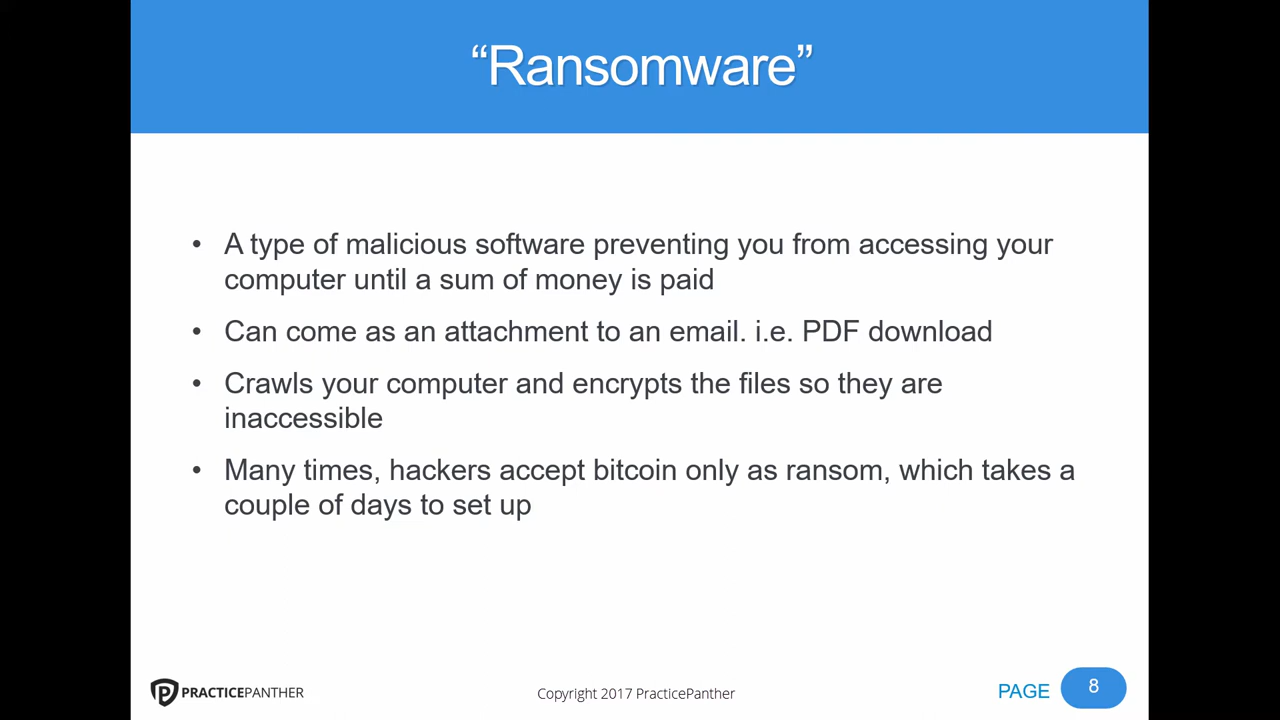 “Ransomware”
• A type of malicious software preventing you from accessing your
computer until a sum of money is paid
• Can come as an attachment to an email. i.e. PDF download
• Crawls your computer and encrypts the files so they are
inaccessible
• Many times, hackers accept bitcoin only as ransom, which takes a
couple of days to set up
PRACTICEPANTHER
Copyright 2017 PracticePanther
PAGE 8